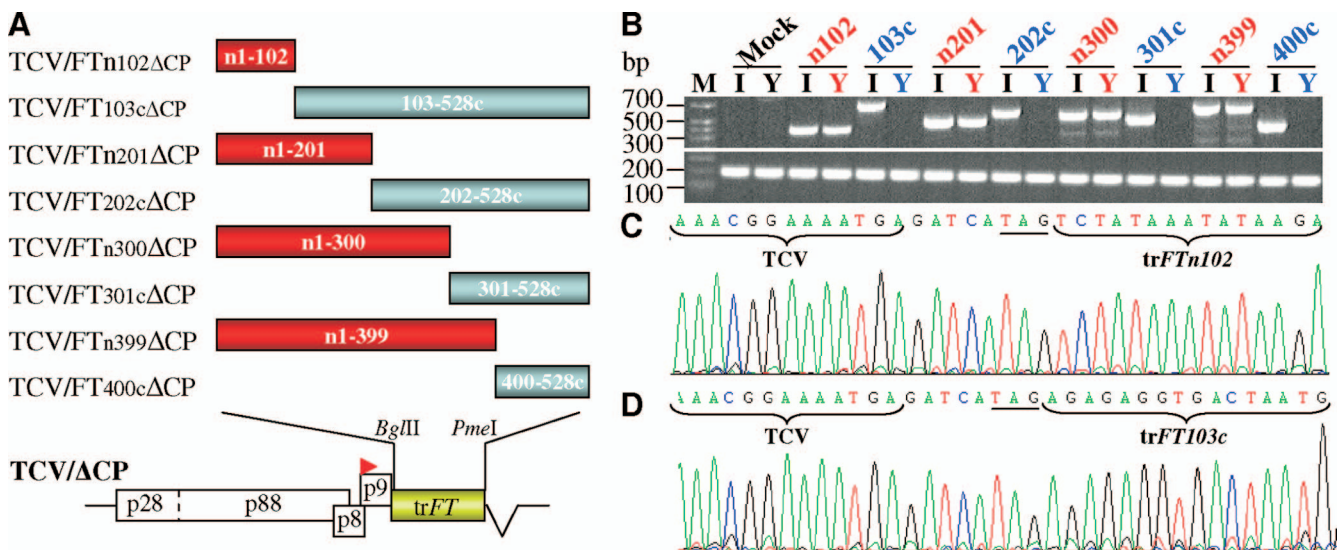 A
TCV/FTn102ΔCP
n1-102
TCV/FT103cΔCP
103-528c
TCV/FTn201ΔCP
n1-201
TCV/FT202cΔCP
202-528c
TCV/FTn300ΔCP
n1-300
TCV/FT301cΔCP
301-528c
TCV/FTn399ΔCP
n1-399
TCV/FT400cΔCP
400-528c
BglII PmeI
TCV/ΔCP
p28 p88 p8 p9 trFT
B
Mock n102 103c n201 202c n300 301c n399 400c
bp
M I Y I Y I Y I Y I Y I Y I Y I Y I Y
700
500
300
200
100
C
AAACGGAAAATGAGATCATAGTCTATAAATATAAGA
TCV trFTn102
D
AAACGGAAAATGAGATCATAGAGAGAGGTGACTAATG
TCV trFT103c